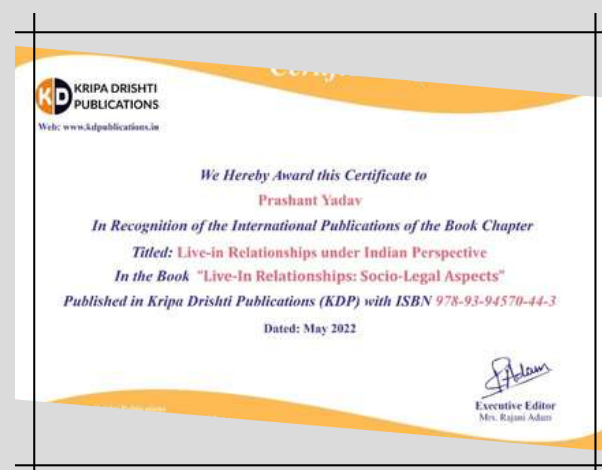 KRIPA DRISHTI
KD PUBLICATIONS
Web: www.kdpublications.in
We Hereby Award this Certificate to
Prashant Yadav
In Recognition of the International Publications of the Book Chapter
Titled: Live-in Relationships under Indian Perspective
In the Book "Live-In Relationships: Socio-Legal Aspects"
Published in Kripa Drishti Publications (KDP) with ISBN 978-93-94570-44-3
Dated: May 2022
Executive Editor
Mrs. Rajani Adam